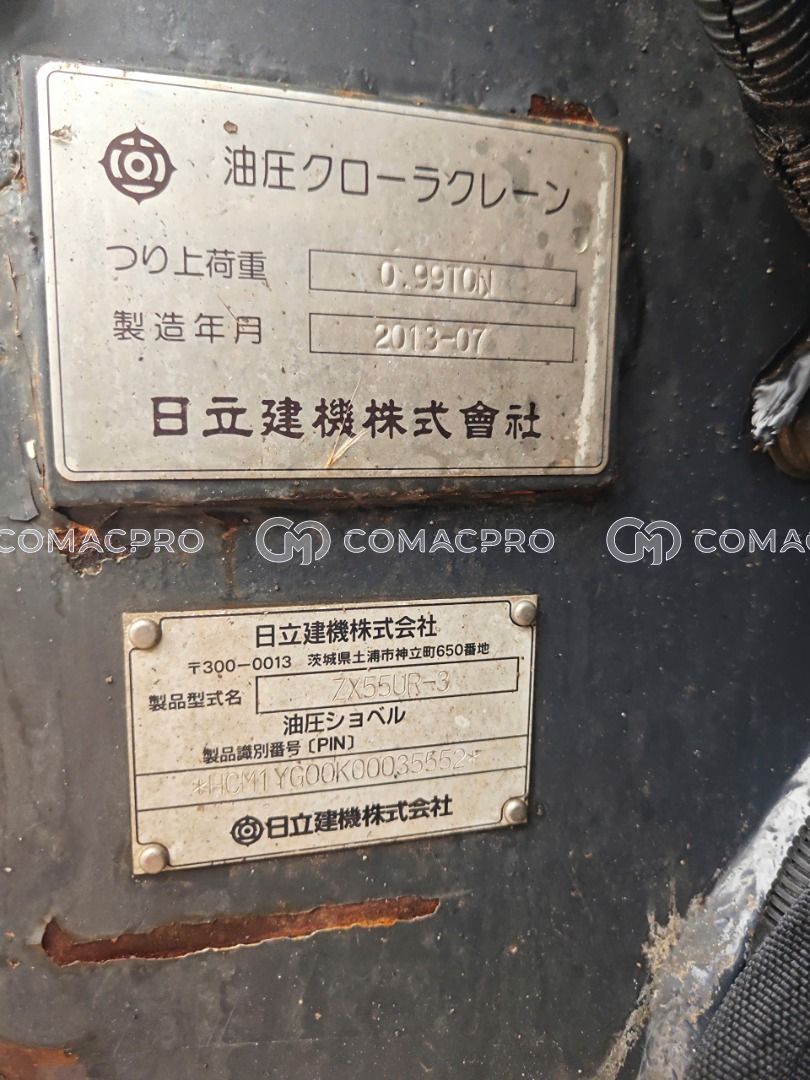 油圧クローラクレーン
つり上荷重 0.99TON
製造年月 2013-07
日立建機株式會社
COMACPRO COMACPRO COMAC
日立建機株式会社
〒300-0013 茨城県土浦市神立町650番地
製品型式名 ZX55UR-3
油圧ショベル
製品識別番号〔PIN〕
*HCM1YG00K00035552*
日立建機株式会社